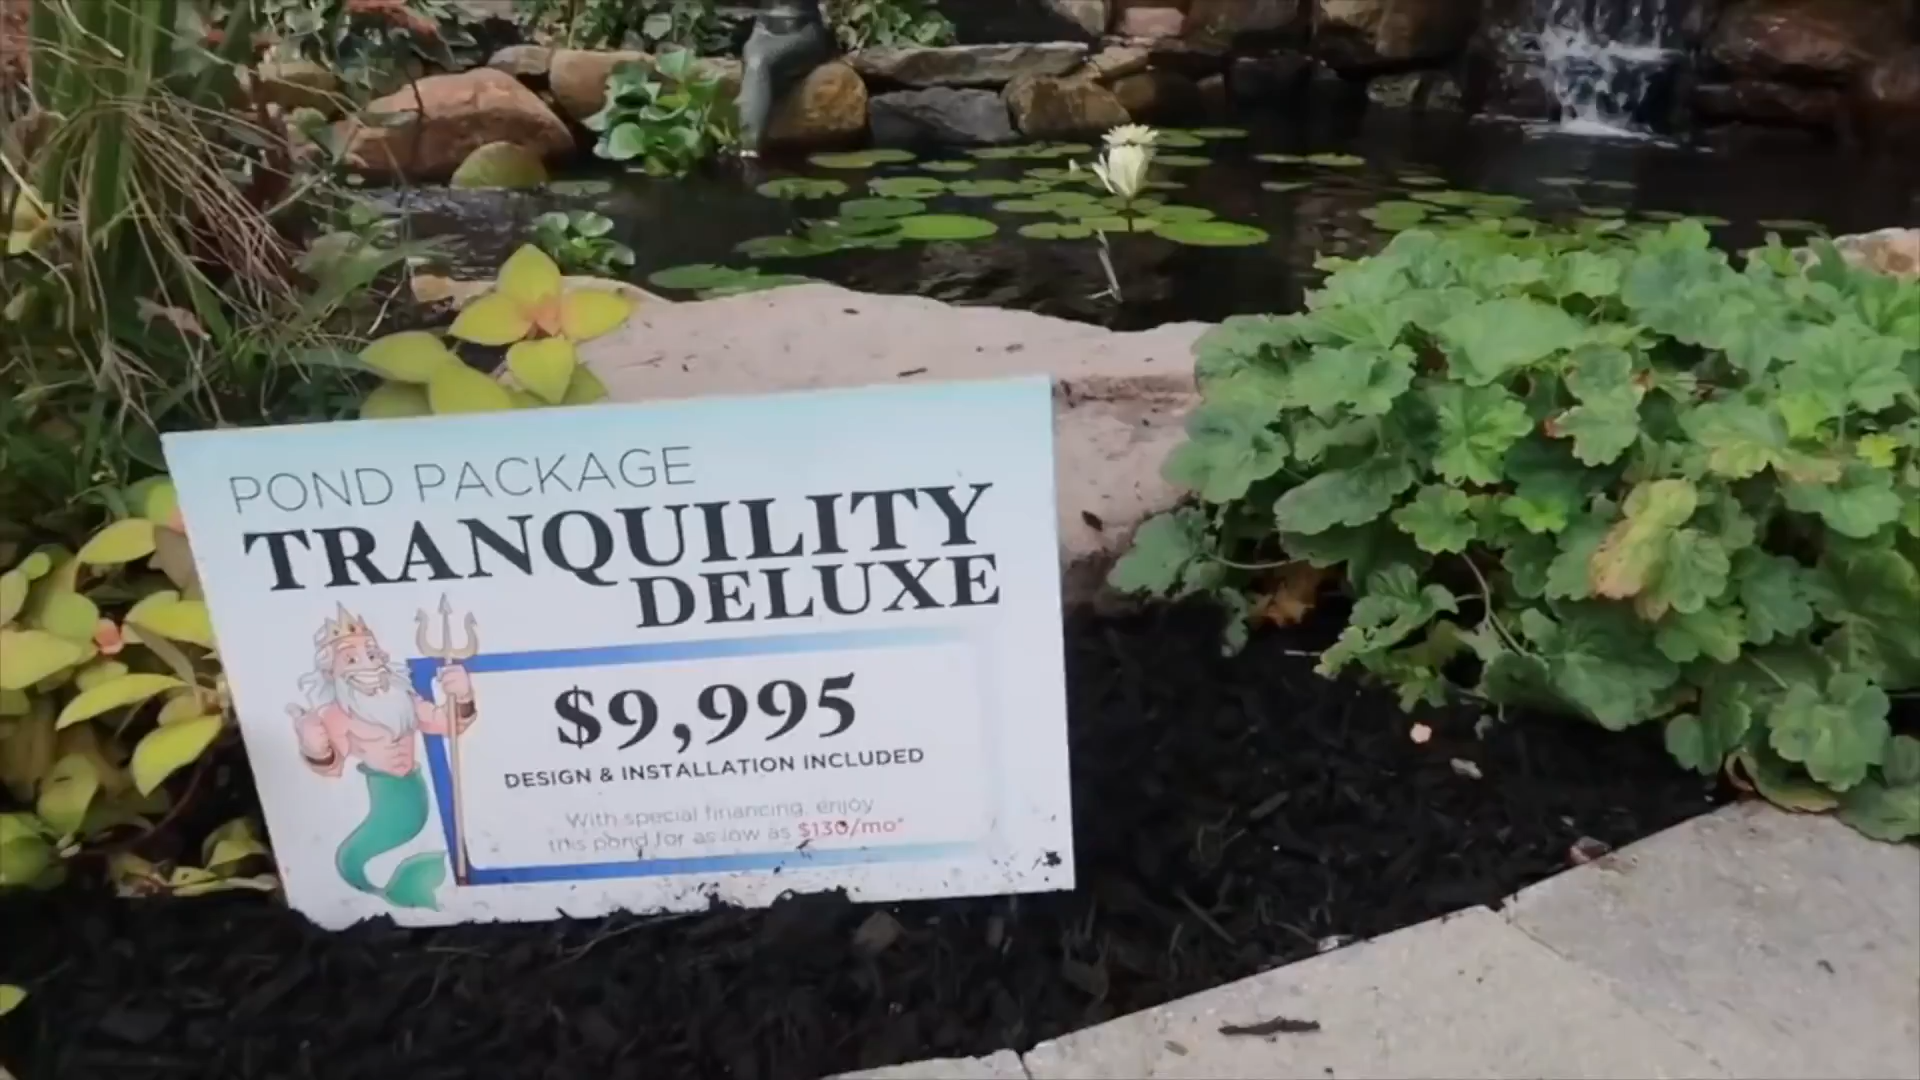 POND PACKAGE
TRANQUILITY
DELUXE
$9,995
DESIGN & INSTALLATION INCLUDED
With special financing, enjoy
this pond for as low as $130/mo*